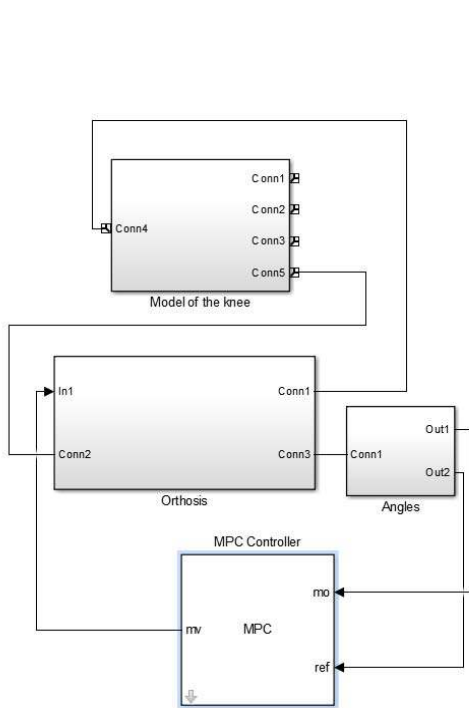 Conn1
Conn2
Conn4
Conn3
Conn5
Model of the knee
In1
Conn1
Conn2
Conn3
Orthosis
Out1
Conn1
Out2
Angles
MPC Controller
mo
mv
MPC
ref